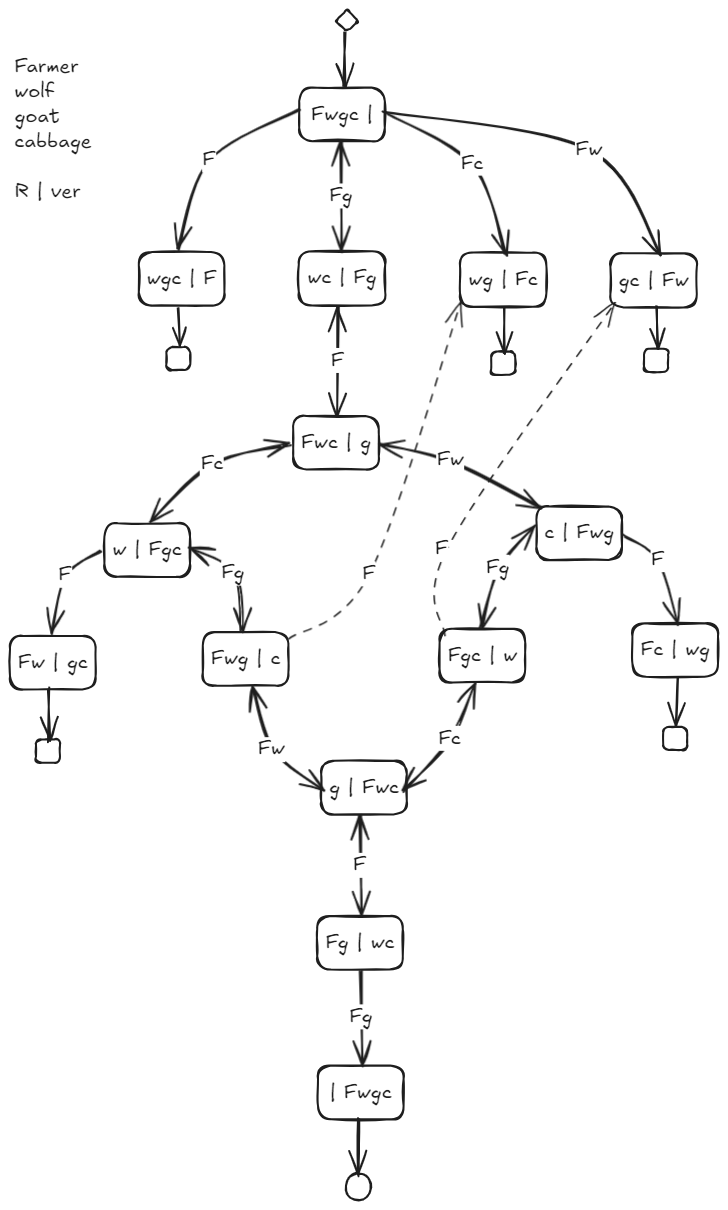 Farmer
wolf
goat
cabbage
R | ver
Fwgc |
F
Fg
Fc
Fw
wgc | F
wc | Fg
wg | Fc
gc | Fw
F
Fwc | g
Fc
Fw
w | Fgc
c | Fwg
F
Fg
F
F
Fg
F
Fw | gc
Fwg | c
Fgc | w
Fc | wg
Fw
Fc
g | Fwc
F
Fg | wc
Fg
| Fwgc